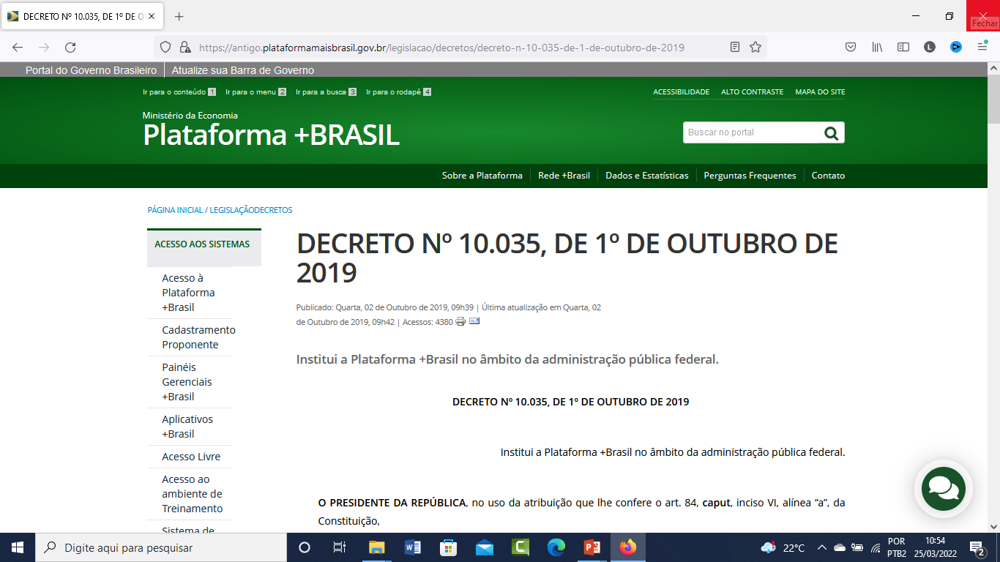 DECRETO Nº 10.035, DE 1º DE O
Fechar
https://antigo.plataformamaisbrasil.gov.br/legislacao/decretos/decreto-n-10-035-de-1-de-outubro-de-2019
L
Portal do Governo Brasileiro Atualize sua Barra de Governo
Ir para o conteúdo 1 Ir para o menu 2 Ir para a busca 3 Ir para o rodapé 4
ACESSIBILIDADE ALTO CONTRASTE MAPA DO SITE
Ministério da Economia
Plataforma +BRASIL
Buscar no portal
Sobre a Plataforma Rede +Brasil Dados e Estatísticas Perguntas Frequentes Contato
PÁGINA INICIAL / LEGISLAÇÃODECRETOS
ACESSO AOS SISTEMAS
Acesso à
Plataforma
+Brasil
Cadastramento
Proponente
Painéis
Gerenciais
+Brasil
Aplicativos
+Brasil
Acesso Livre
Acesso ao
ambiente de
Treinamento
Sistema de
DECRETO Nº 10.035, DE 1º DE OUTUBRO DE
2019
Publicado: Quarta, 02 de Outubro de 2019, 09h39 | Última atualização em Quarta, 02
de Outubro de 2019, 09h42 | Acessos: 4380
Institui a Plataforma +Brasil no âmbito da administração pública federal.
DECRETO Nº 10.035, DE 1º DE OUTUBRO DE 2019
Institui a Plataforma +Brasil no âmbito da administração pública federal.
O PRESIDENTE DA REPÚBLICA, no uso da atribuição que lhe confere o art. 84, caput, inciso VI, alínea “a”, da
Constituição,
Digite aqui para pesquisar
22°C
POR
PTB2
10:54
25/03/2022
2